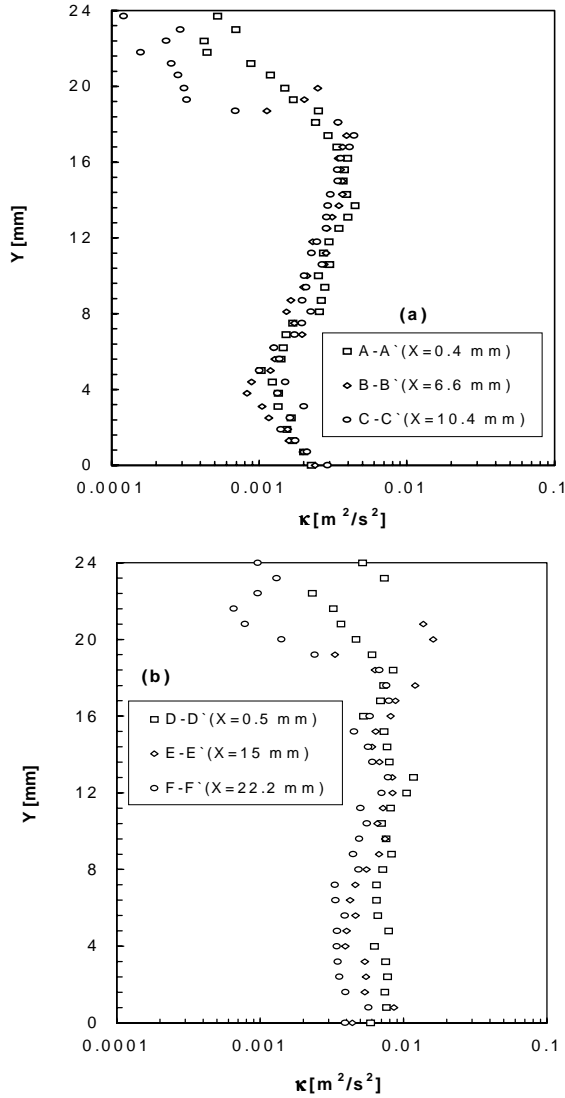 24
20
16
12
8
4
0
Y [mm]
(a)
A-A`(X=0.4 mm)
B-B`(X=6.6 mm)
C-C`(X=10.4 mm)
0.0001 0.001 0.01 0.1
κ[m²/s²]
24
20
16
12
8
4
0
Y [mm]
(b)
D-D`(X=0.5 mm)
E-E`(X=15 mm)
F-F`(X=22.2 mm)
0.0001 0.001 0.01 0.1
κ[m²/s²]